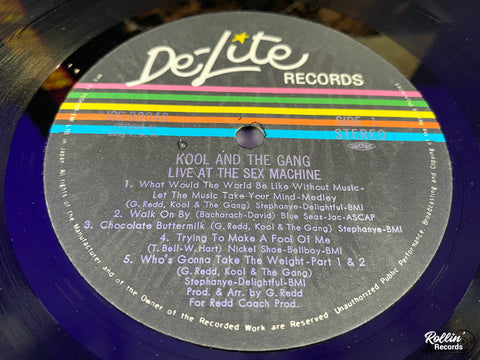 De-Lite
RECORDS
SIDE 1
STEREO
KOOL AND THE GANG
LIVE AT THE SEX MACHINE
1. What Would The World Be Like Without Music-
Let The Music Take Your Mind-Medley
(G. Redd, Kool & The Gang) Stephanye-Delightful-BMI
2. Walk On By (Bacharach-David) Blue Seas-Jac-ASCAP
3. Chocolate Buttermilk (G. Redd, Kool & The Gang) Stephanye-BMI
4. Trying To Make A Fool Of Me
(T. Bell-W. Hart) Nickel Shoe-Bellboy-BMI
5. Who's Gonna Take The Weight-Part 1 & 2
(G. Redd, Kool & The Gang)
Stephanye-Delightful-BMI
Prod. & Arr. by G. Redd
For Redd Coach Prod.
of the Manufacturer and of the Owner of the Recorded Work are Reserved. Unauthorized Public Performance, Broadcasting and Copying
Rollin'
Records